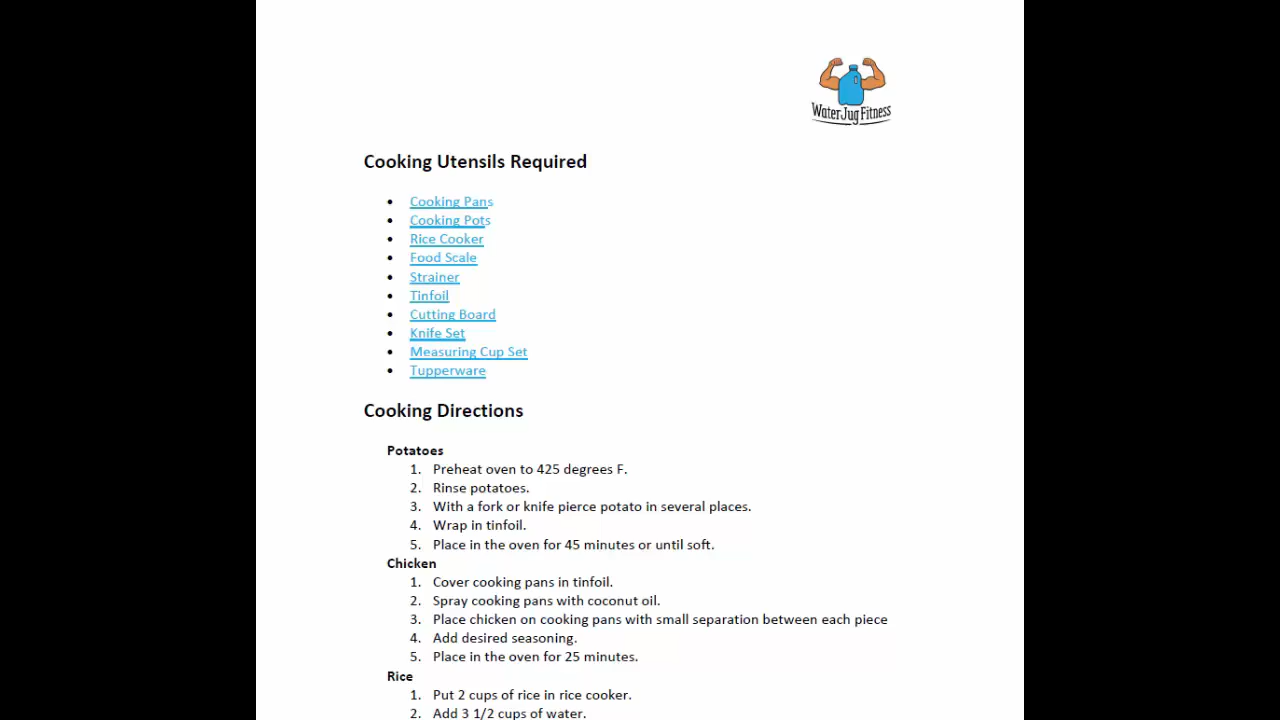 WaterJugFitness
Cooking Utensils Required
• Cooking Pans
• Cooking Pots
• Rice Cooker
• Food Scale
• Strainer
• Tinfoil
• Cutting Board
• Knife Set
• Measuring Cup Set
• Tupperware
Cooking Directions
Potatoes
1. Preheat oven to 425 degrees F.
2. Rinse potatoes.
3. With a fork or knife pierce potato in several places.
4. Wrap in tinfoil.
5. Place in the oven for 45 minutes or until soft.
Chicken
1. Cover cooking pans in tinfoil.
2. Spray cooking pans with coconut oil.
3. Place chicken on cooking pans with small separation between each piece
4. Add desired seasoning.
5. Place in the oven for 25 minutes.
Rice
1. Put 2 cups of rice in rice cooker.
2. Add 3 1/2 cups of water.